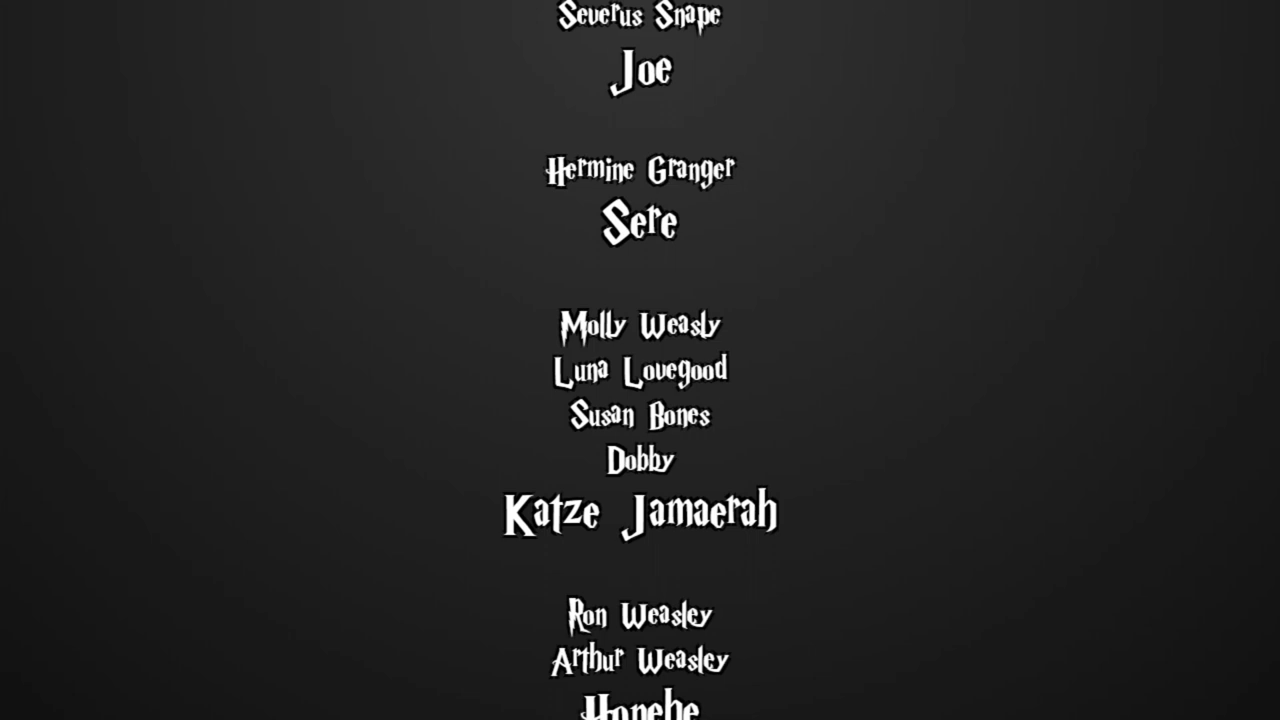 Severus Snape
Joe
Hermine Granger
Sere
Molly Weasly
Luna Lovegood
Susan Bones
Dobby
Katze Jamaerah
Ron Weasley
Arthur Weasley